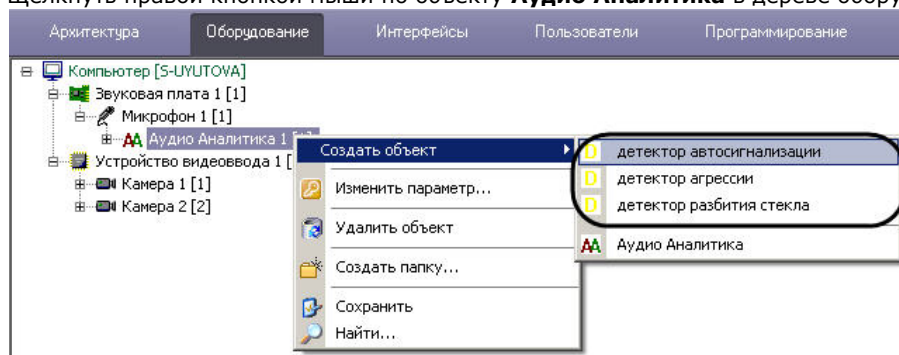 Щелкнуть правой кнопкой мыши по объекту Аудио Аналитика в дереве
Архитектура Оборудование Интерфейсы Пользователи Программирование
Компьютер [S-UYUTOVA]
Звуковая плата 1 [1]
Микрофон 1 [1]
Аудио Аналитика 1
Устройство видеоввода 1 [
Камера 1 [1]
Камера 2 [2]
Создать объект
Изменить параметр...
Удалить объект
Создать папку...
Сохранить
Найти...
детектор автосигнализации
детектор агрессии
детектор разбития стекла
Аудио Аналитика